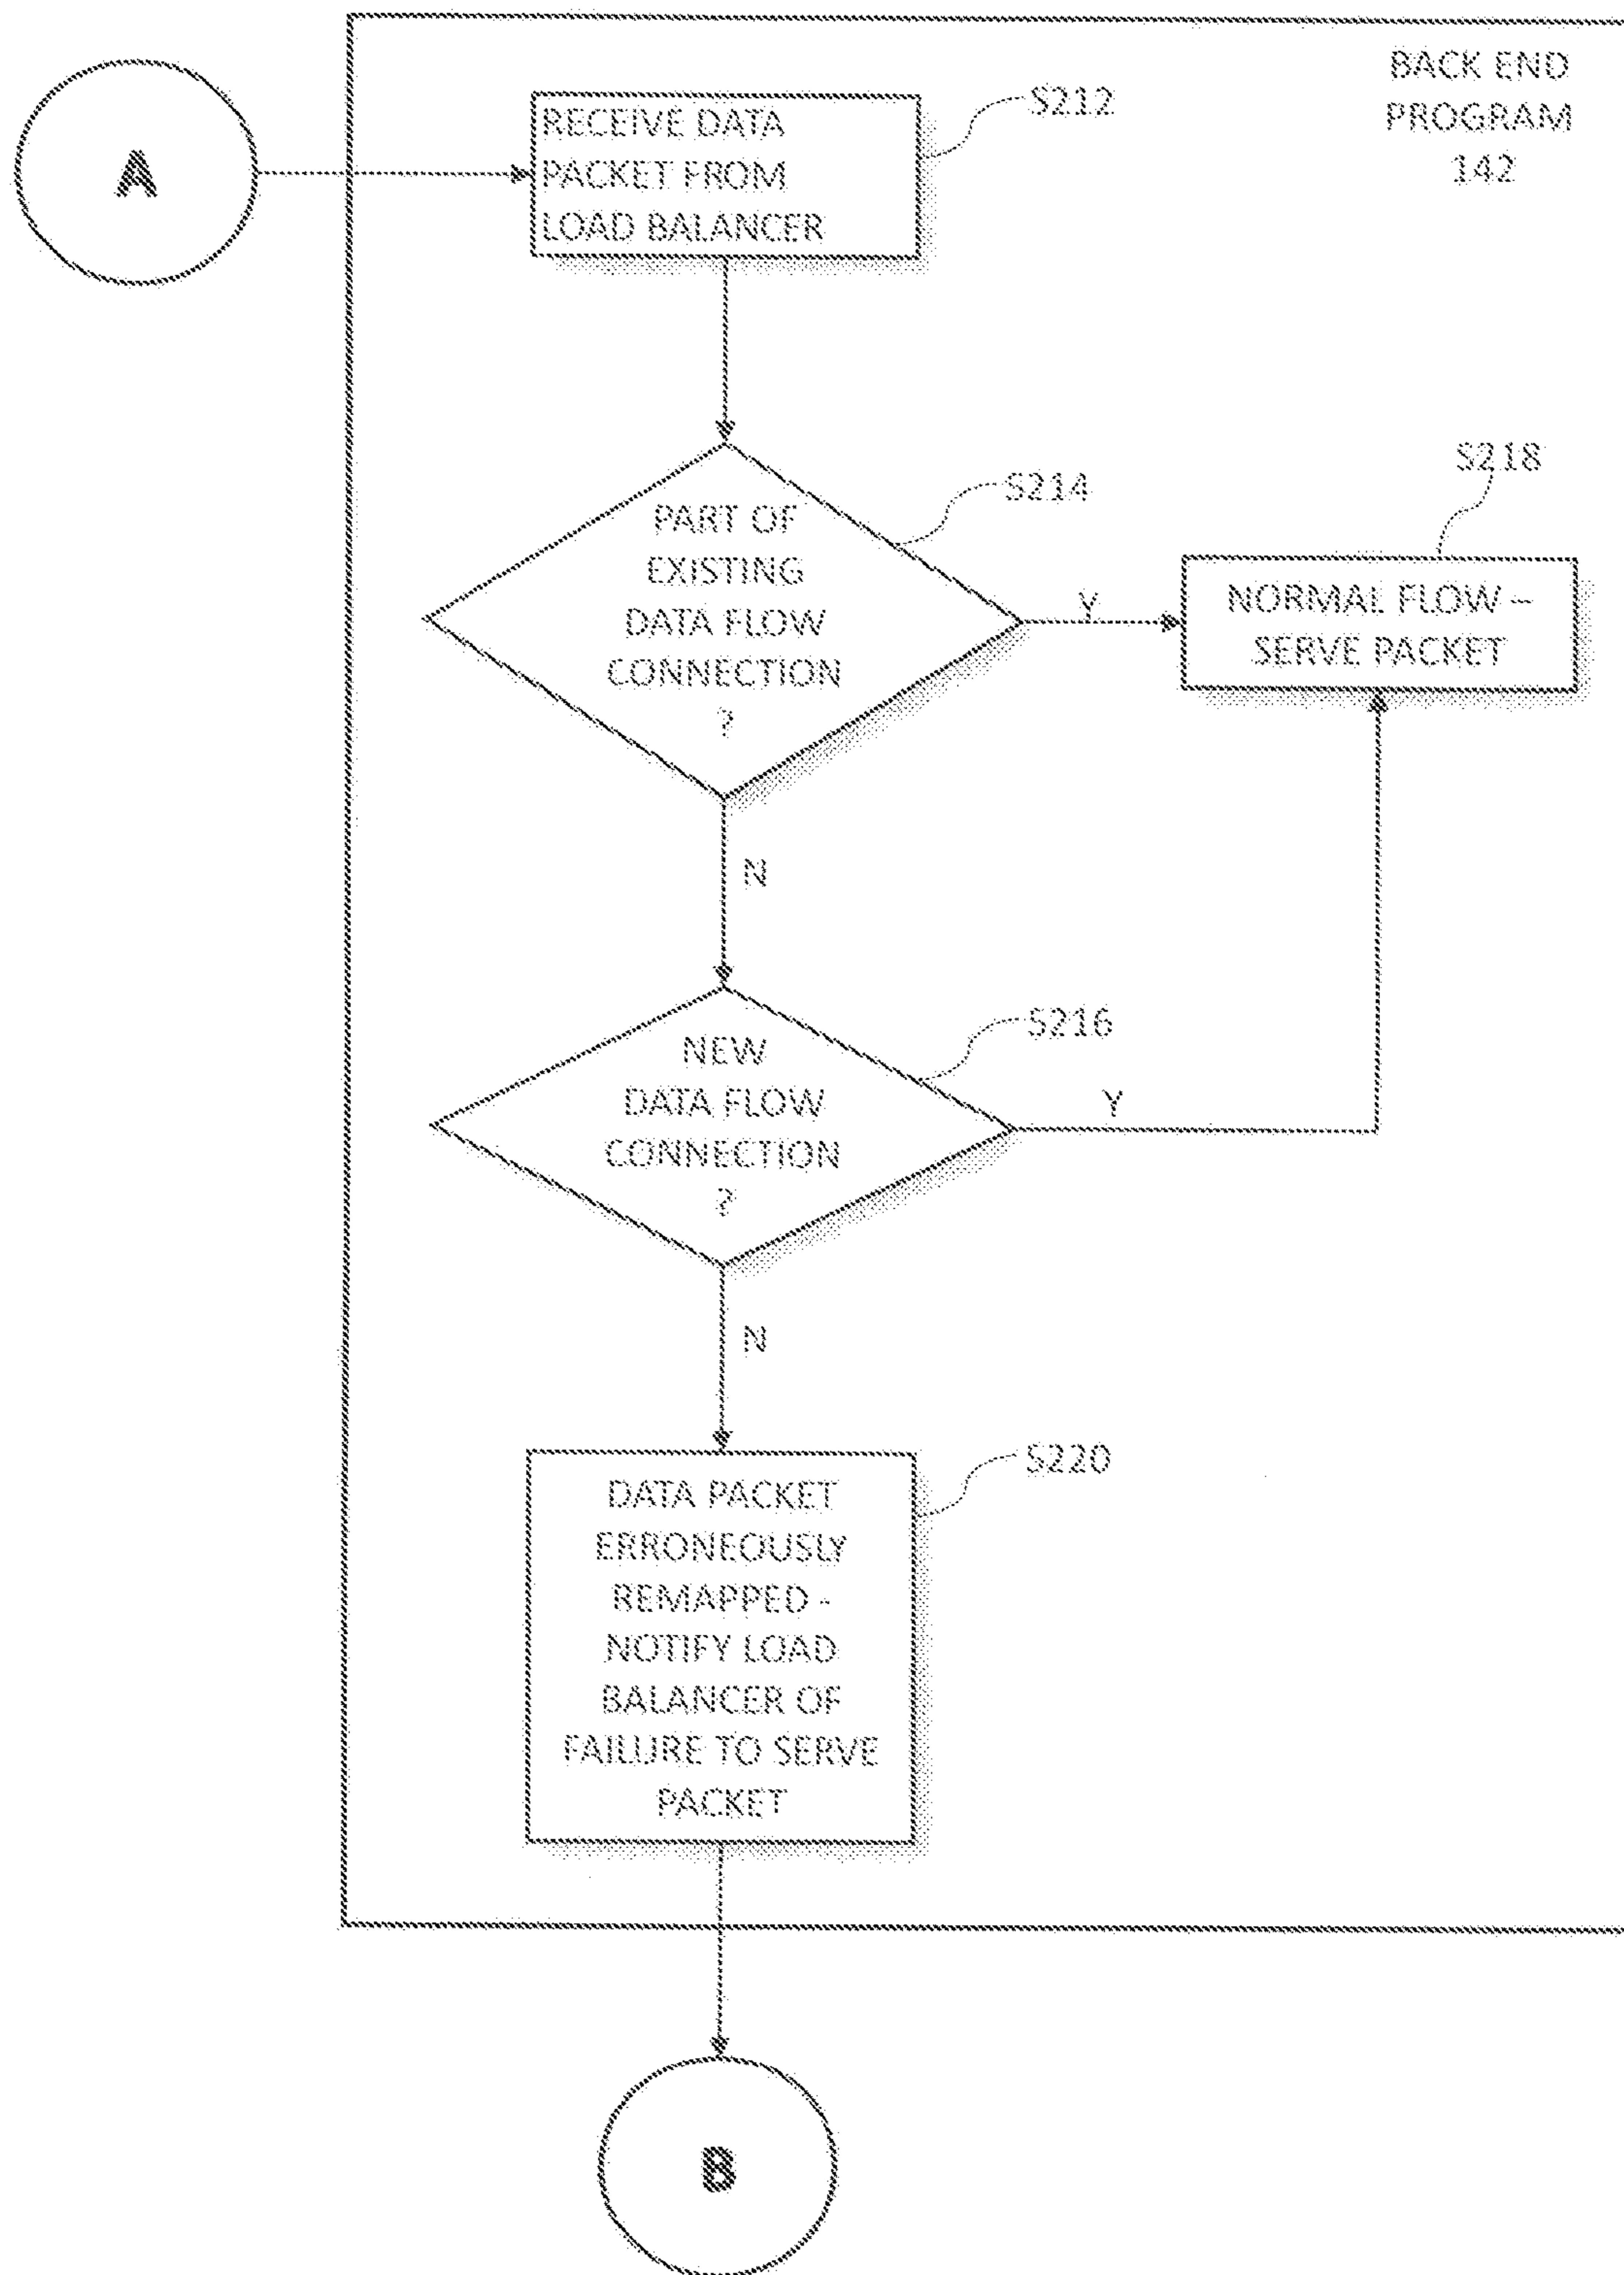 BACK END
PROGRAM
142
A
RECEIVE DATA
PACKET FROM
LOAD BALANCER
S212
PART OF
EXISTING
DATA FLOW
CONNECTION
?
S214
Y
S218
NORMAL FLOW –
SERVE PACKET
N
NEW
DATA FLOW
CONNECTION
?
S216
Y
N
DATA PACKET
ERRONEOUSLY
REMAPPED -
NOTIFY LOAD
BALANCER OF
FAILURE TO SERVE
PACKET
S220
B